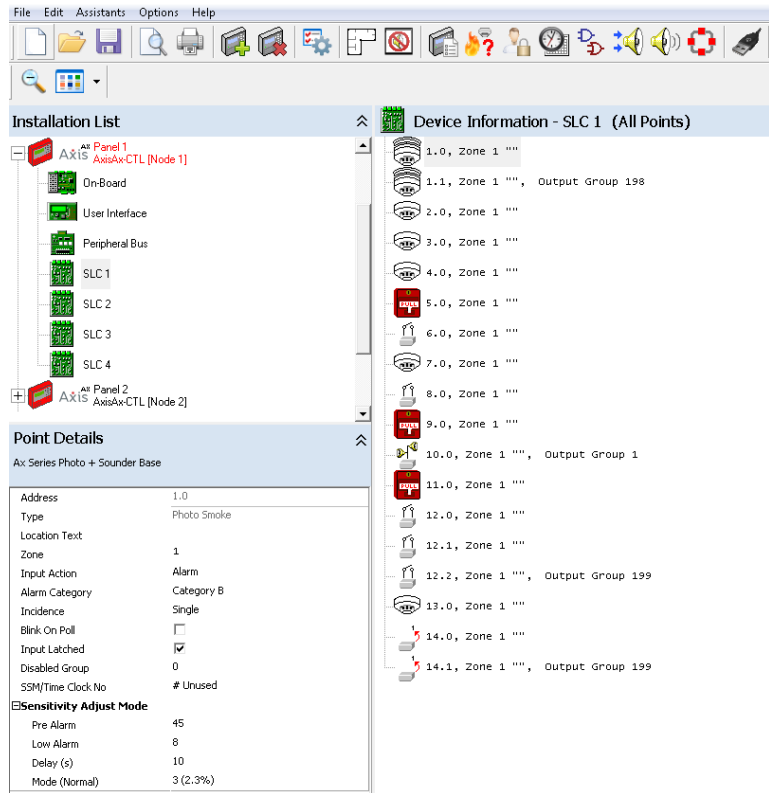 File Edit Assistants Options Help
Installation List
Axis AX Panel 1
AxisAx-CTL [Node 1]
On-Board
User Interface
Peripheral Bus
SLC 1
SLC 2
SLC 3
SLC 4
Axis AX Panel 2
AxisAx-CTL [Node 2]
Point Details
Ax Series Photo + Sounder Base
Address 1.0
Type Photo Smoke
Location Text
Zone 1
Input Action Alarm
Alarm Category Category B
Incidence Single
Blink On Poll
Input Latched
Disabled Group 0
SSM/Time Clock No # Unused
Sensitivity Adjust Mode
Pre Alarm 45
Low Alarm 8
Delay (s) 10
Mode (Normal) 3 (2.3%)
Device Information - SLC 1 (All Points)
1.0, Zone 1 ""
1.1, Zone 1 "", Output Group 198
2.0, Zone 1 ""
3.0, Zone 1 ""
4.0, Zone 1 ""
PULL 5.0, Zone 1 ""
6.0, Zone 1 ""
7.0, Zone 1 ""
8.0, Zone 1 ""
PULL 9.0, Zone 1 ""
10.0, Zone 1 "", Output Group 1
PULL 11.0, Zone 1 ""
12.0, Zone 1 ""
12.1, Zone 1 ""
12.2, Zone 1 "", Output Group 199
13.0, Zone 1 ""
14.0, Zone 1 ""
14.1, Zone 1 "", Output Group 199